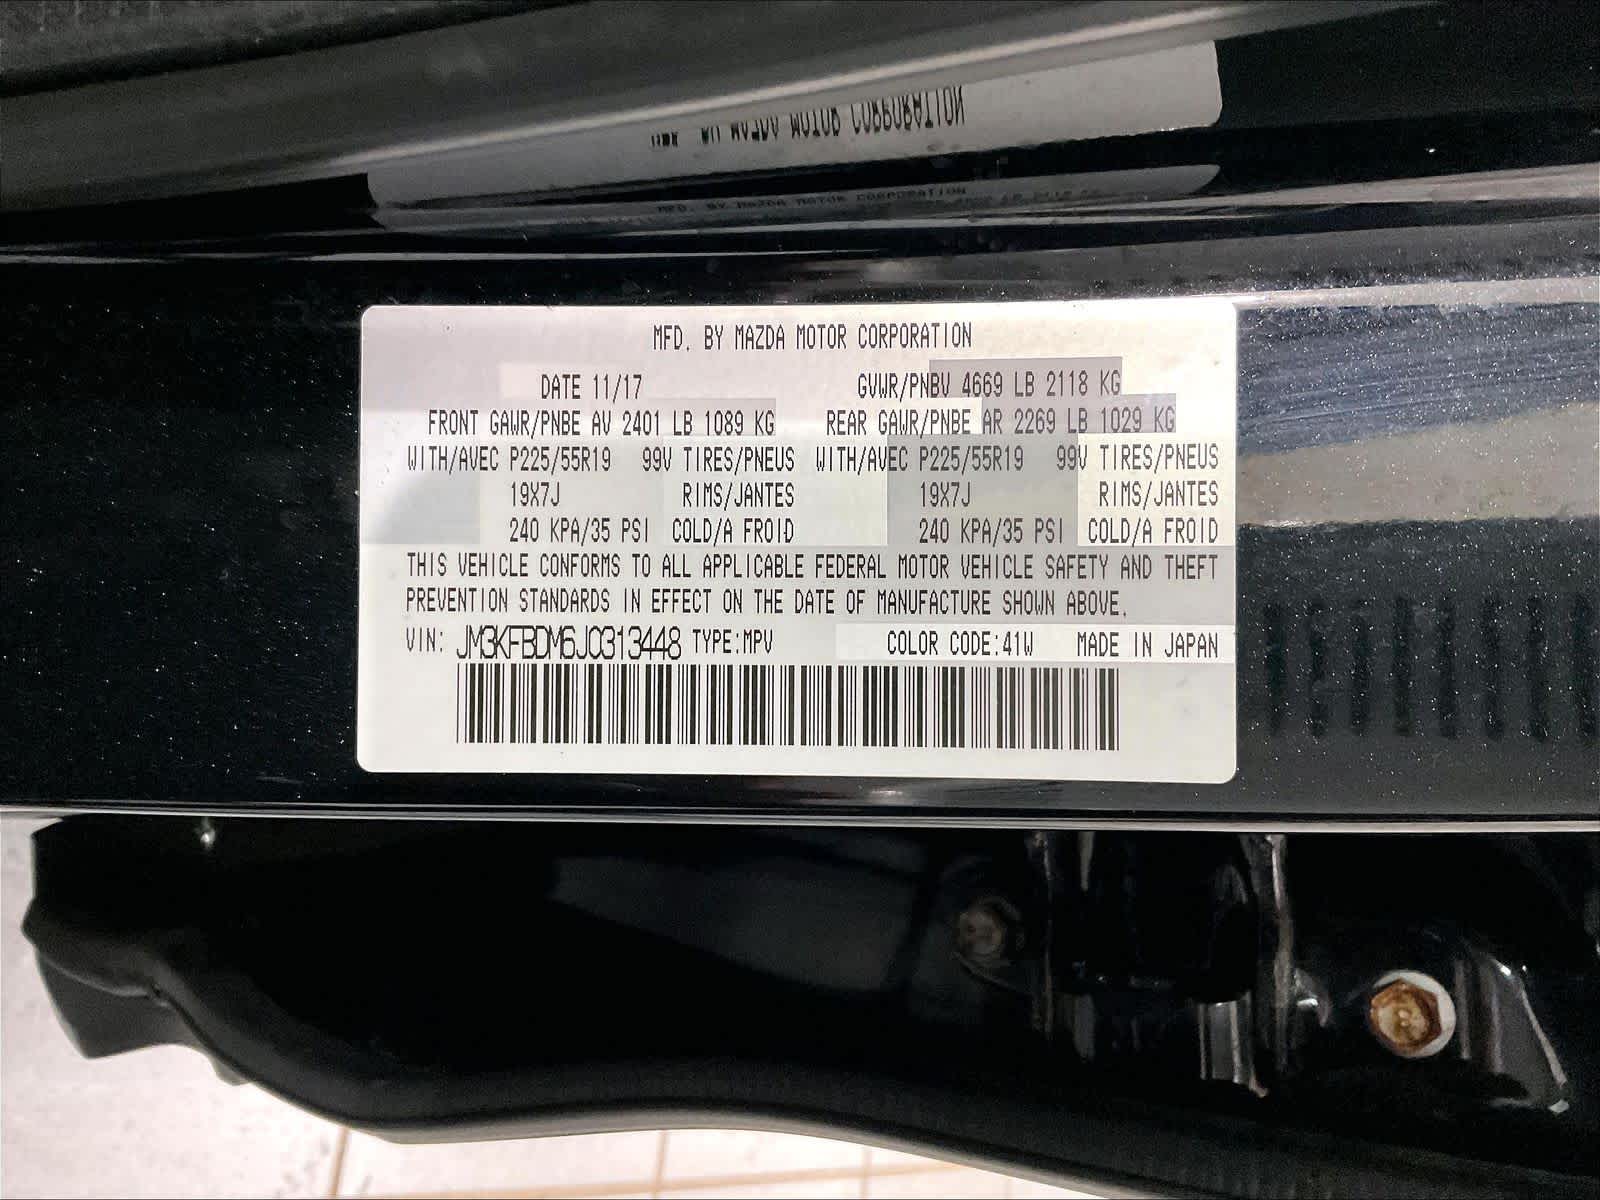 MFD. BY MAZDA MOTOR CORPORATION
DATE 11/17 GVWR/PNBV 4669 LB 2118 KG
FRONT GAWR/PNBE AV 2401 LB 1089 KG REAR GAWR/PNBE AR 2269 LB 1029 KG
WITH/AVEC P225/55R19 99V TIRES/PNEUS WITH/AVEC P225/55R19 99V TIRES/PNEUS
19X7J RIMS/JANTES 19X7J RIMS/JANTES
240 KPA/35 PSI COLD/A FROID 240 KPA/35 PSI COLD/A FROID
THIS VEHICLE CONFORMS TO ALL APPLICABLE FEDERAL MOTOR VEHICLE SAFETY AND THEFT
PREVENTION STANDARDS IN EFFECT ON THE DATE OF MANUFACTURE SHOWN ABOVE.
VIN: JM3KFBDM6J0313448 TYPE:MPV COLOR CODE:41W MADE IN JAPAN